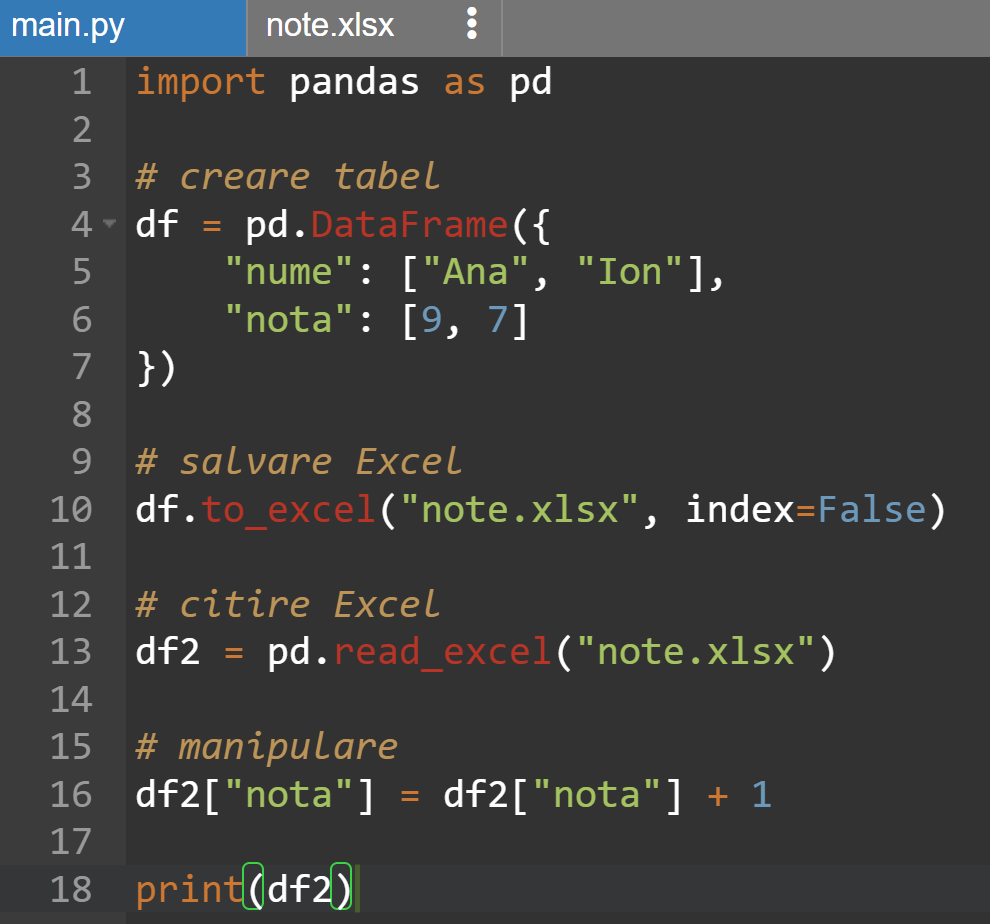 main.py note.xlsx
1 import pandas as pd
2
3 # creare tabel
4 df = pd.DataFrame({
5     "nume": ["Ana", "Ion"],
6     "nota": [9, 7]
7 })
8
9 # salvare Excel
10 df.to_excel("note.xlsx", index=False)
11
12 # citire Excel
13 df2 = pd.read_excel("note.xlsx")
14
15 # manipulare
16 df2["nota"] = df2["nota"] + 1
17
18 print(df2)